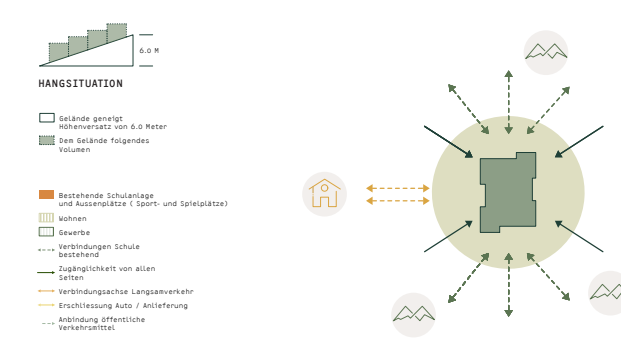 6.0 M
HANGSITUATION
Gelände geneigt
Höhenversatz von 6.0 Meter
Dem Gelände folgendes
Volumen
Bestehende Schulanlage
und Aussenplätze ( Sport- und Spielplätze)
Wohnen
Gewerbe
Verbindungen Schule
bestehend
Zugänglichkeit von allen
Seiten
Verbindungsachse Langsamverkehr
Erschliessung Auto / Anlieferung
Anbindung öffentliche
Verkehrsmittel